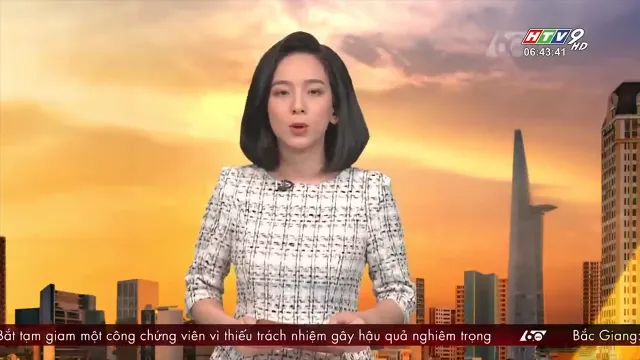 60
HTV9
HD
06:43:41
Bắt tạm giam một công chứng viên vì thiếu trách nhiệm gây hậu quả nghiêm trọng
60
Bắc Giang